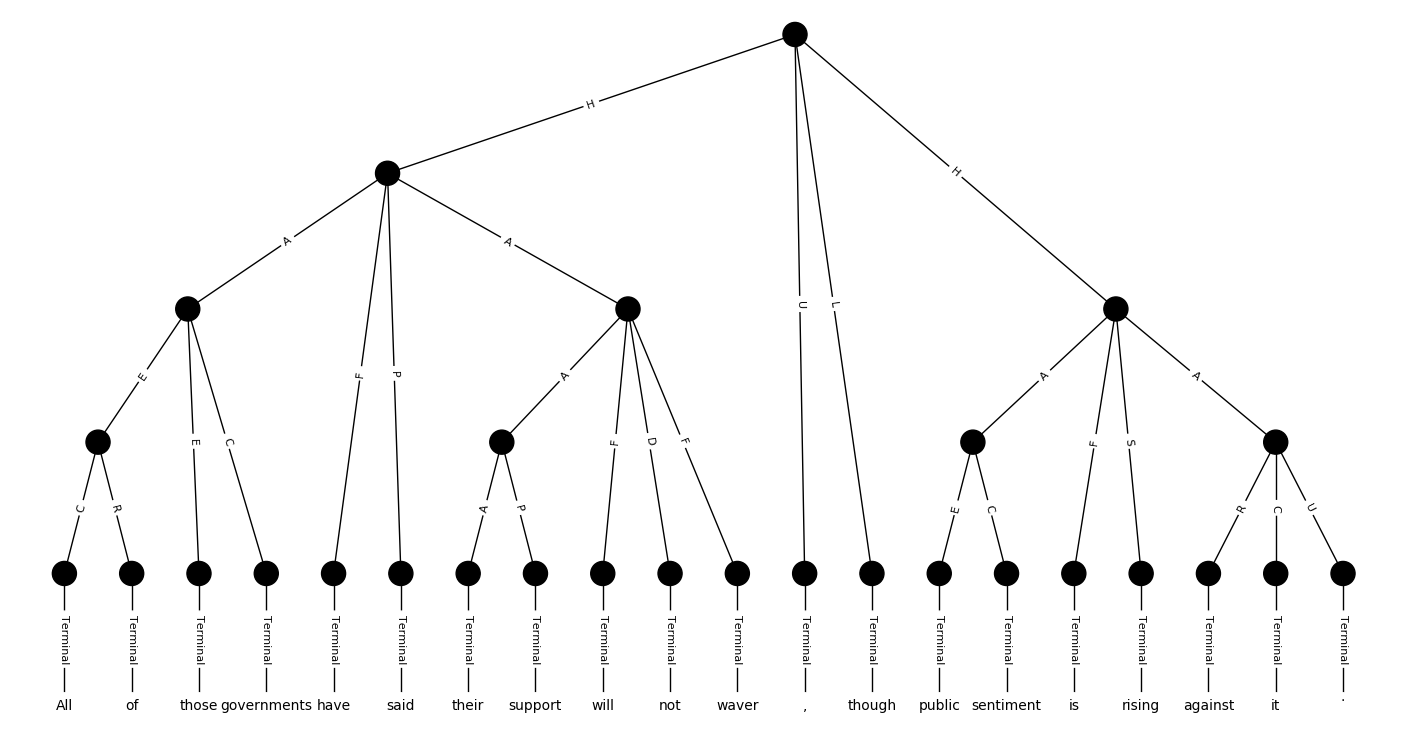 H
H
A
A
U
L
E
E
C
F
P
A
F
D
F
A
F
S
A
C
R
A
P
E
C
R
C
U
Terminal Terminal Terminal Terminal Terminal Terminal Terminal Terminal Terminal Terminal Terminal Terminal Terminal Terminal Terminal Terminal Terminal Terminal Terminal Terminal
All of those governments have said their support will not waver , though public sentiment is rising against it .